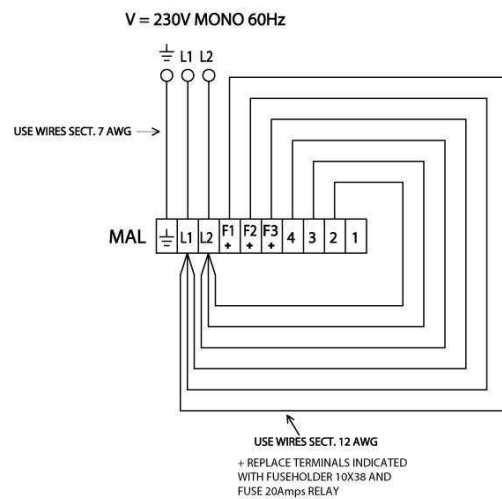 V = 230V MONO 60Hz
⏚ L1 L2
USE WIRES SECT. 7 AWG
MAL ⏚ L1 L2 F1 + F2 + F3 + 4 3 2 1
USE WIRES SECT. 12 AWG
+ REPLACE TERMINALS INDICATED
WITH FUSEHOLDER 10X38 AND
FUSE 20Amps RELAY